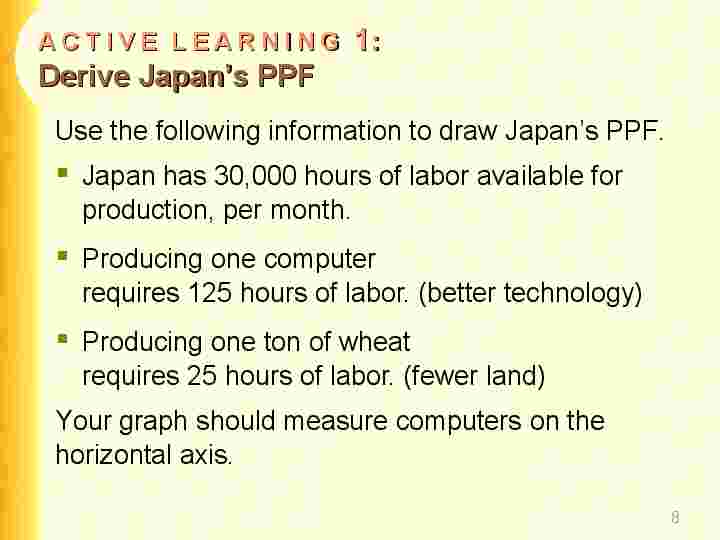 ACTIVE LEARNING 1:
Derive Japan's PPF
Use the following information to draw Japan's PPF.
▪ Japan has 30,000 hours of labor available for
production, per month.
▪ Producing one computer
requires 125 hours of labor. (better technology)
▪ Producing one ton of wheat
requires 25 hours of labor. (fewer land)
Your graph should measure computers on the
horizontal axis.
8